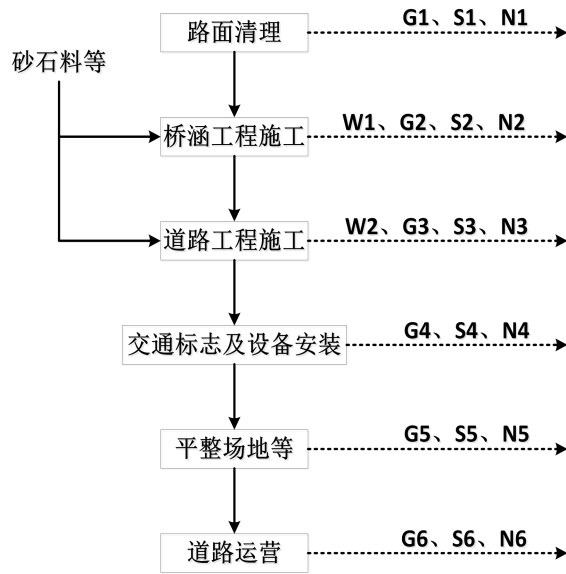 路面清理
G1、S1、N1
砂石料等
桥涵工程施工
W1、G2、S2、N2
道路工程施工
W2、G3、S3、N3
交通标志及设备安装
G4、S4、N4
平整场地等
G5、S5、N5
道路运营
G6、S6、N6